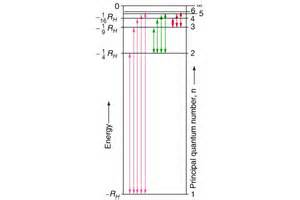 0
6 ∞
5
-1/16 R_H
4
-1/9 R_H
3
-1/4 R_H
2
Energy
Principal quantum number, n
-R_H
1